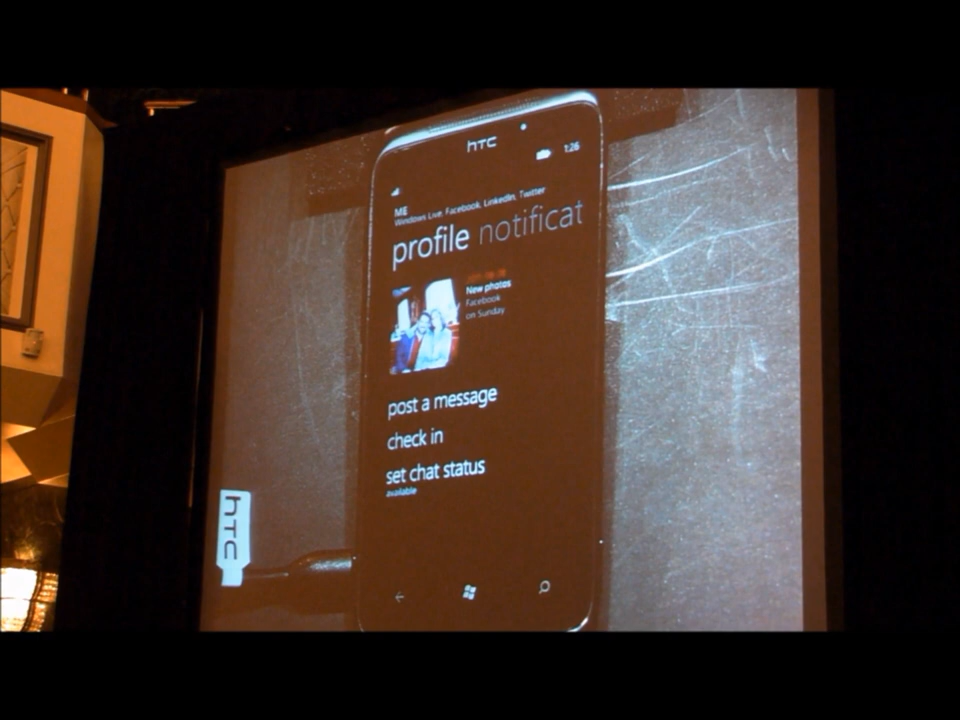 hTC
1:26
ME
Windows Live, Facebook, LinkedIn, Twitter
profile notificat
New photos
Facebook
on Sunday
post a message
check in
set chat status
available
hTC